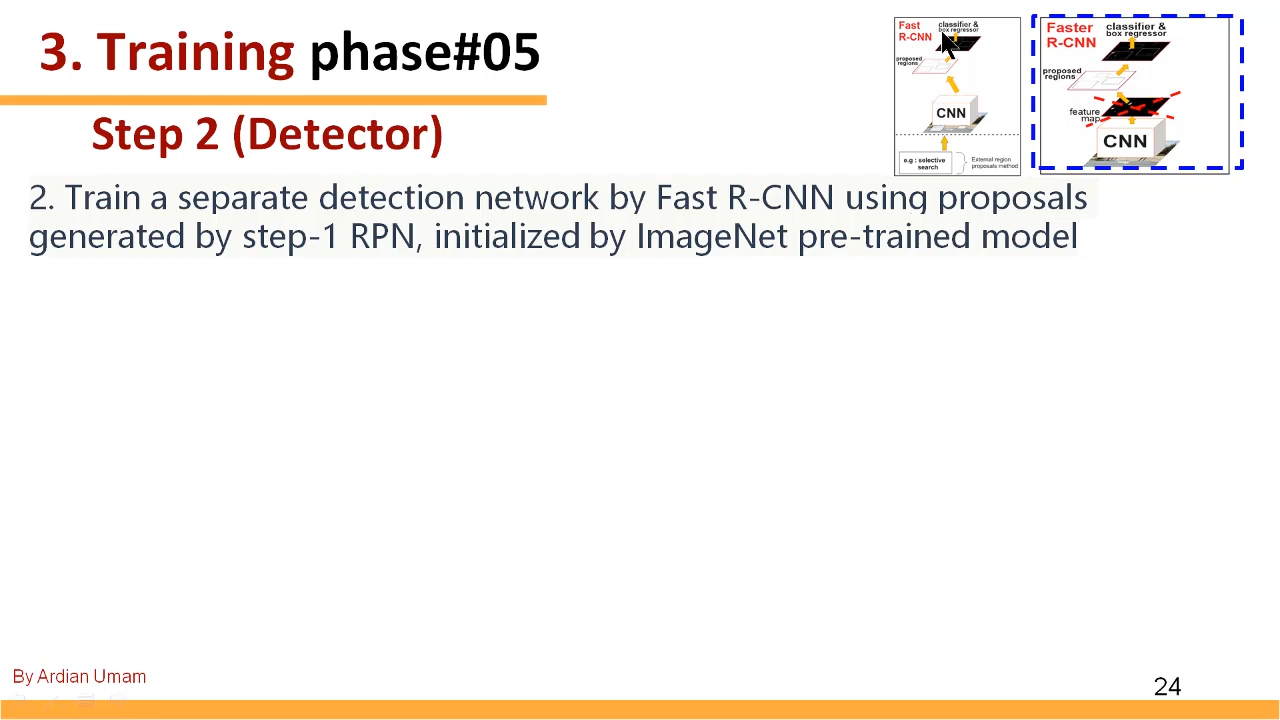 3. Training phase#05
Step 2 (Detector)
Fast
R-CNN
classifier &
box regressor
proposed
regions
CNN
e.g : selective
search
External region
proposals method
Faster
R-CNN
classifier &
box regressor
proposed
regions
feature
map
CNN
2. Train a separate detection network by Fast R-CNN using proposals
generated by step-1 RPN, initialized by ImageNet pre-trained model
By Ardian Umam
24